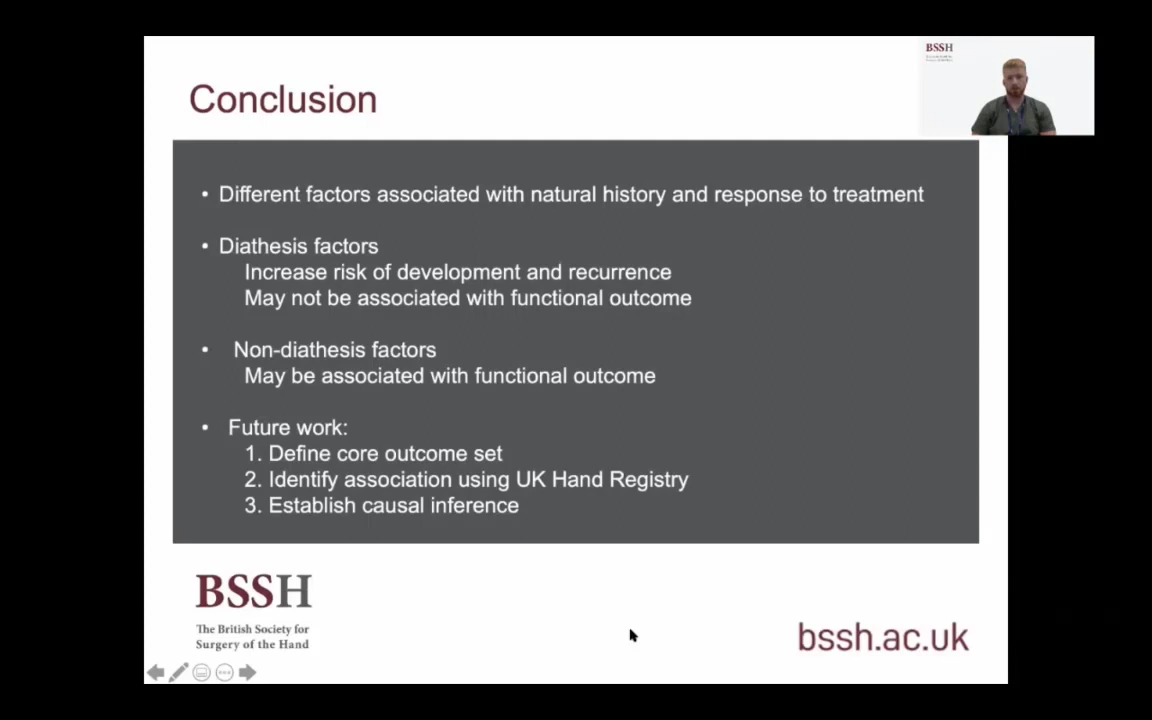 Conclusion
BSSH
• Different factors associated with natural history and response to treatment
• Diathesis factors
Increase risk of development and recurrence
May not be associated with functional outcome
• Non-diathesis factors
May be associated with functional outcome
• Future work:
1. Define core outcome set
2. Identify association using UK Hand Registry
3. Establish causal inference
BSSH
The British Society for
Surgery of the Hand
bssh.ac.uk